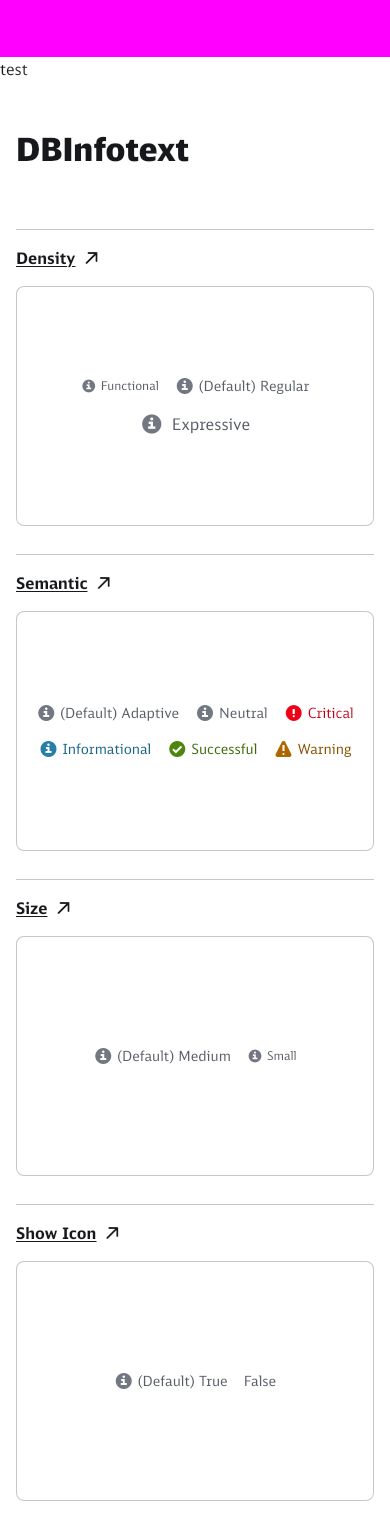 test
DBInfotext
Density
Functional (Default) Regular
Expressive
Semantic
(Default) Adaptive Neutral Critical
Informational Successful Warning
Size
(Default) Medium Small
Show Icon
(Default) True False